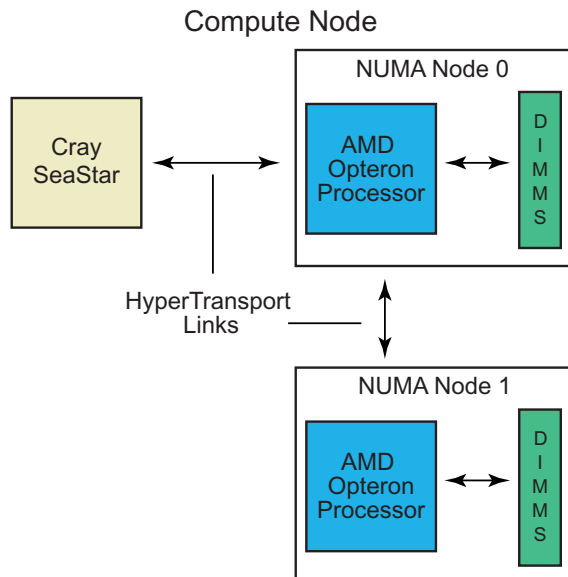 Compute Node
NUMA Node 0
Cray
SeaStar
AMD
Opteron
Processor
D
I
M
M
S
HyperTransport
Links
NUMA Node 1
AMD
Opteron
Processor
D
I
M
M
S